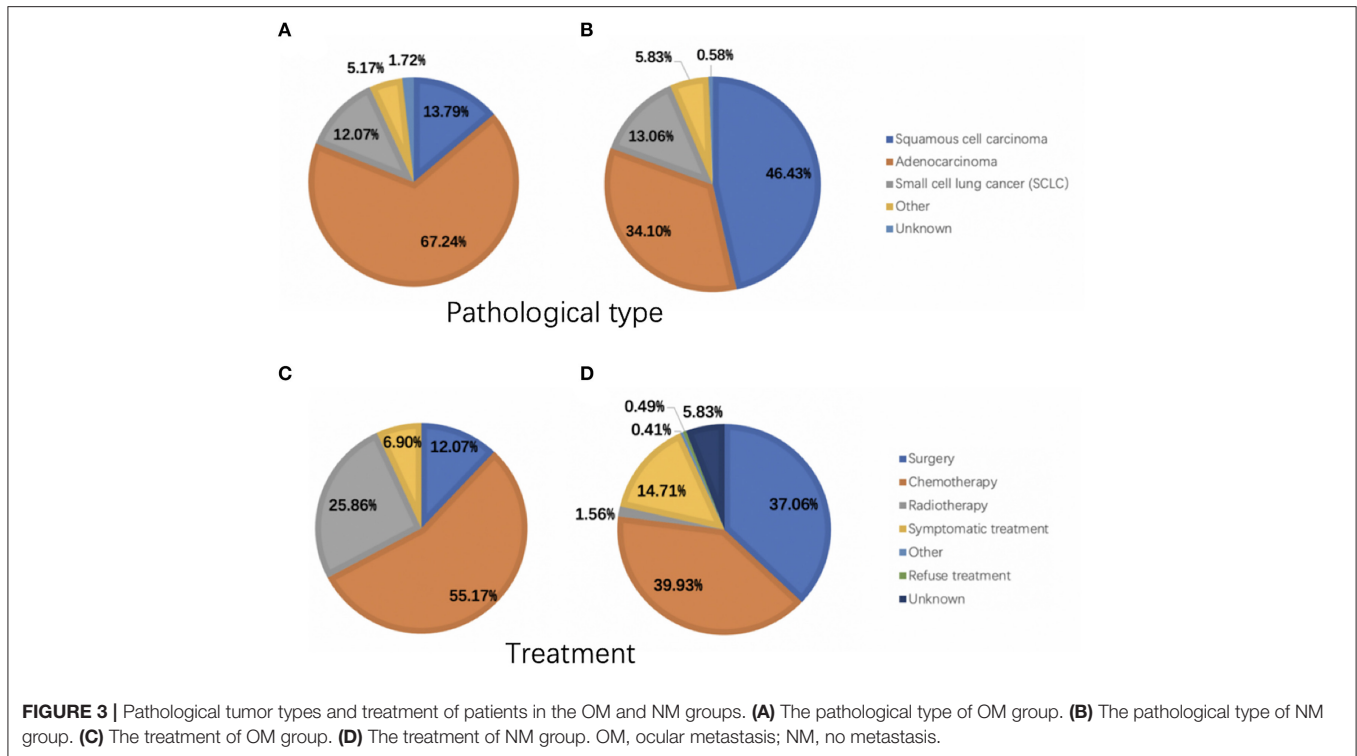 A
B
1.72%
5.17%
13.79%
12.07%
67.24%
0.58%
5.83%
13.06%
46.43%
34.10%
Squamous cell carcinoma
Adenocarcinoma
Small cell lung cancer (SCLC)
Other
Unknown
Pathological type
C
D
6.90%
12.07%
25.86%
55.17%
0.49%
5.83%
0.41%
14.71%
37.06%
1.56%
39.93%
Surgery
Chemotherapy
Radiotherapy
Symptomatic treatment
Other
Refuse treatment
Unknown
Treatment
FIGURE 3 | Pathological tumor types and treatment of patients in the OM and NM groups. (A) The pathological type of OM group. (B) The pathological type of NM
group. (C) The treatment of OM group. (D) The treatment of NM group. OM, ocular metastasis; NM, no metastasis.